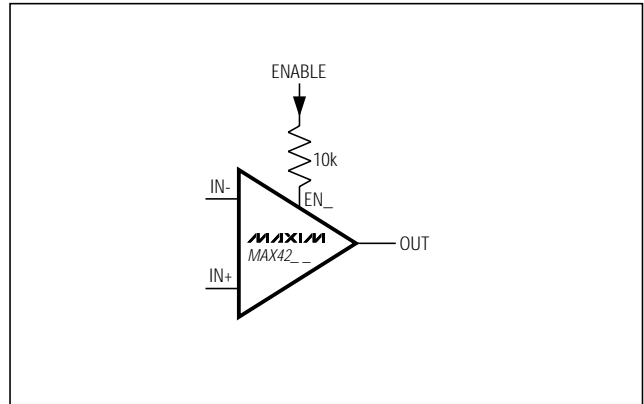 ENABLE
10k
IN-
EN_
MAXIM
MAX42_ _
OUT
IN+